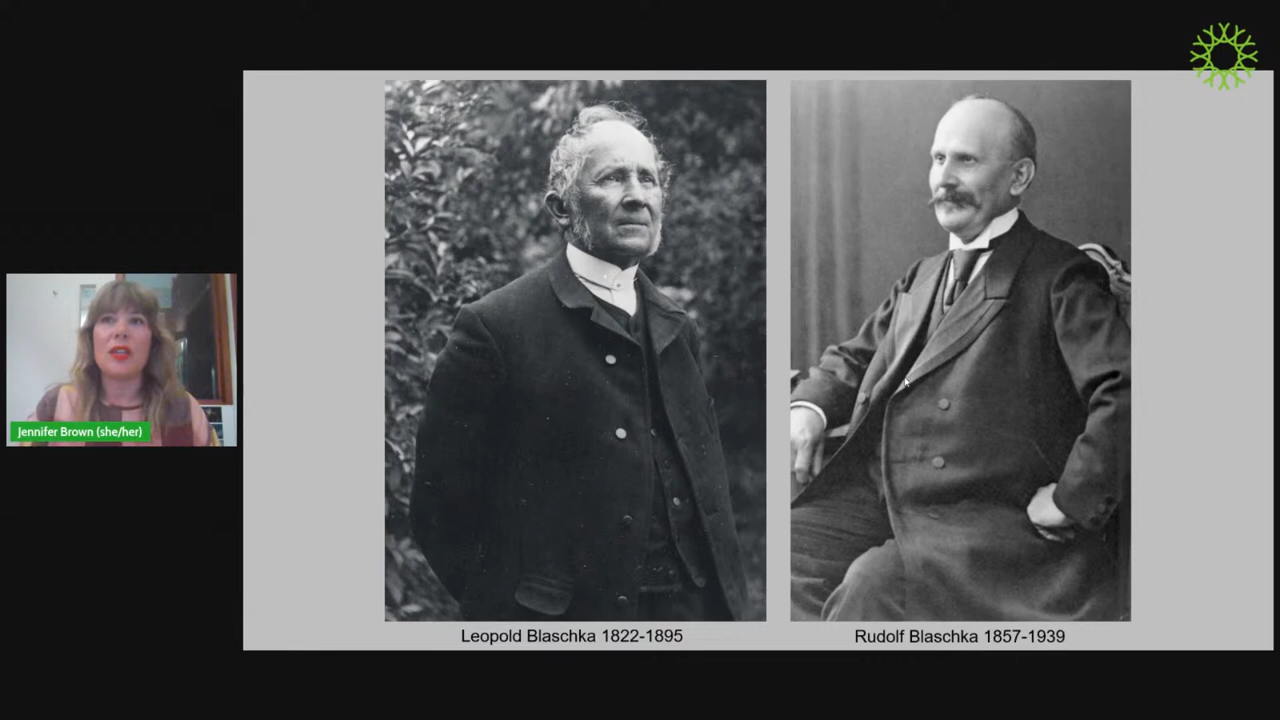 Jennifer Brown (she/her)
Leopold Blaschka 1822-1895
Rudolf Blaschka 1857-1939